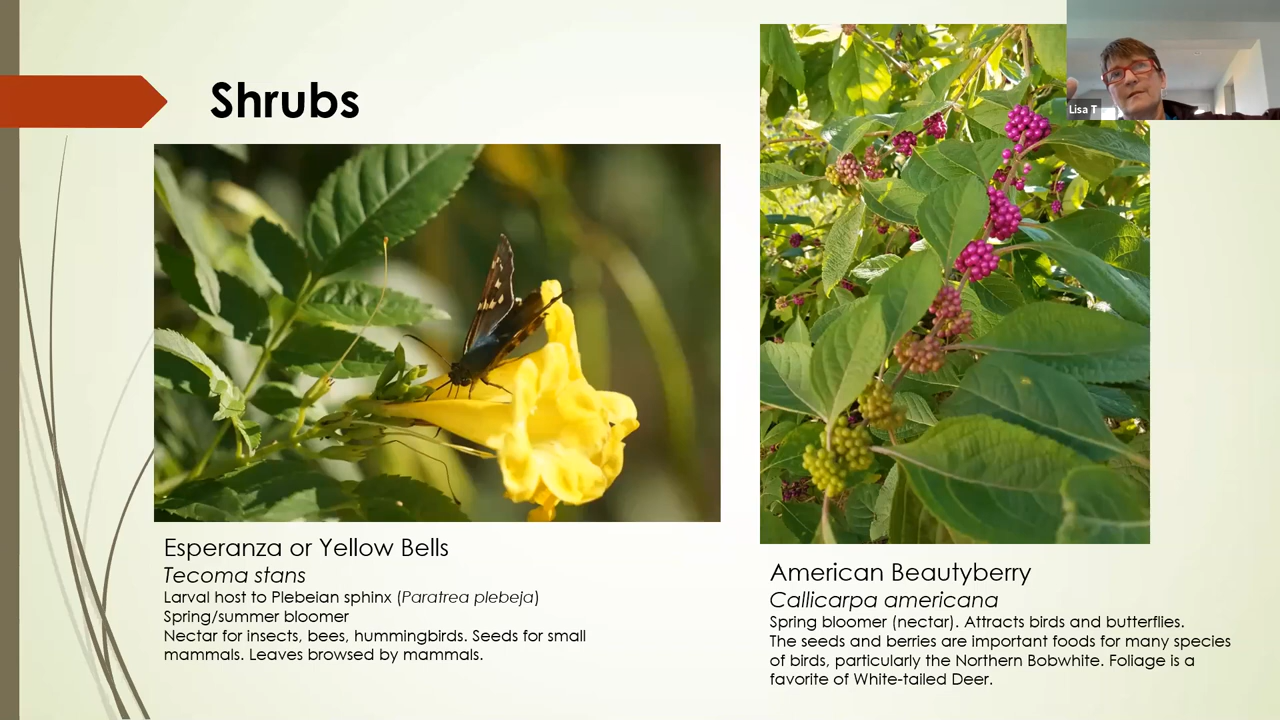 Shrubs
Lisa T
Esperanza or Yellow Bells
Tecoma stans
Larval host to Plebeian sphinx (Paratrea plebeja)
Spring/summer bloomer
Nectar for insects, bees, hummingbirds. Seeds for small
mammals. Leaves browsed by mammals.
American Beautyberry
Callicarpa americana
Spring bloomer (nectar). Attracts birds and butterflies.
The seeds and berries are important foods for many species
of birds, particularly the Northern Bobwhite. Foliage is a
favorite of White-tailed Deer.